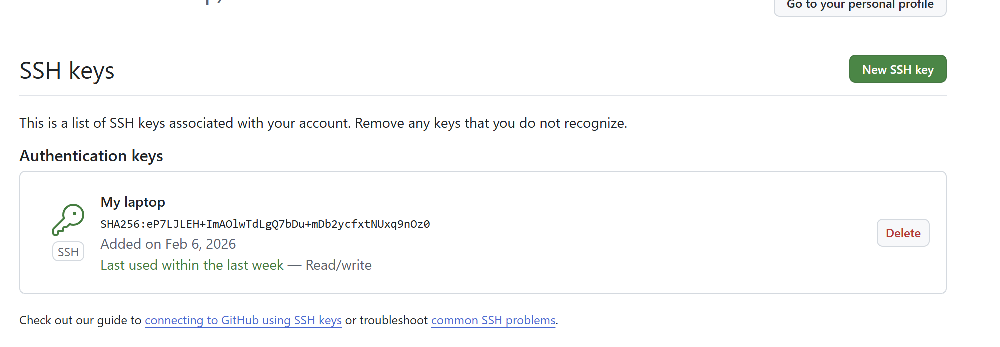 Go to your personal profile
SSH keys
New SSH key
This is a list of SSH keys associated with your account. Remove any keys that you do not recognize.
Authentication keys
My laptop
SHA256:eP7LJLEH+ImAOlwTdLgQ7bDu+mDb2ycfxtNUxq9nOz0
Added on Feb 6, 2026
SSH
Last used within the last week — Read/write
Delete
Check out our guide to connecting to GitHub using SSH keys or troubleshoot common SSH problems.